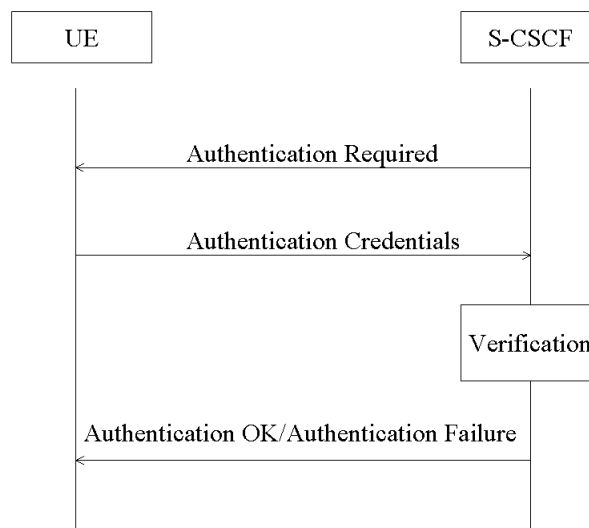 UE
S-CSCF
Authentication Required
Authentication Credentials
Verification
Authentication OK/Authentication Failure